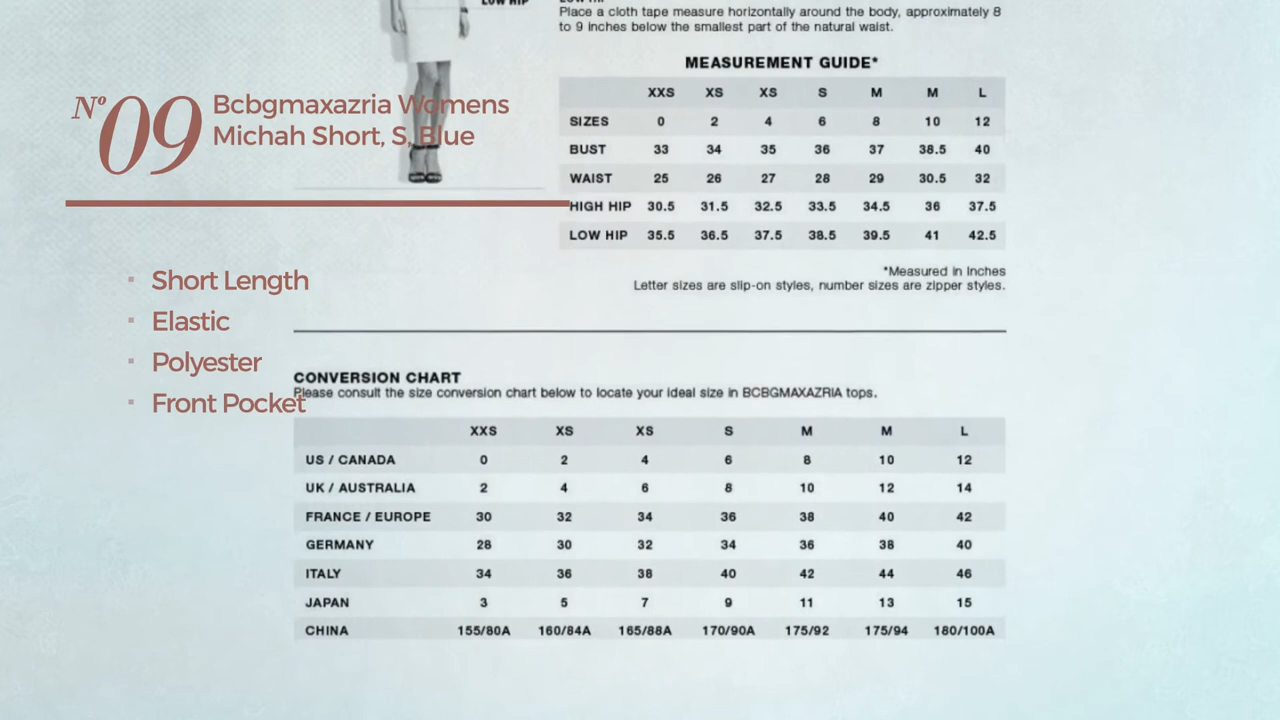 LOW HIP
Place a cloth tape measure horizontally around the body, approximately 8
to 9 inches below the smallest part of the natural waist.
Nº09 Bcbgmaxazria Womens
Michah Short, S, Blue
MEASUREMENT GUIDE*
XXS XS XS S M M L
SIZES 0 2 4 6 8 10 12
BUST 33 34 35 36 37 38.5 40
WAIST 25 26 27 28 29 30.5 32
HIGH HIP 30.5 31.5 32.5 33.5 34.5 36 37.5
LOW HIP 35.5 36.5 37.5 38.5 39.5 41 42.5
*Measured in Inches
Letter sizes are slip-on styles, number sizes are zipper styles.
Short Length
Elastic
Polyester
Front Pocket
CONVERSION CHART
Please consult the size conversion chart below to locate your ideal size in BCBGMAXAZRIA tops.
XXS XS XS S M M L
US / CANADA 0 2 4 6 8 10 12
UK / AUSTRALIA 2 4 6 8 10 12 14
FRANCE / EUROPE 30 32 34 36 38 40 42
GERMANY 28 30 32 34 36 38 40
ITALY 34 36 38 40 42 44 46
JAPAN 3 5 7 9 11 13 15
CHINA 155/80A 160/84A 165/88A 170/90A 175/92 175/94 180/100A